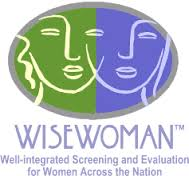 WISEWOMAN™
Well-integrated Screening and Evaluation
for Women Across the Nation